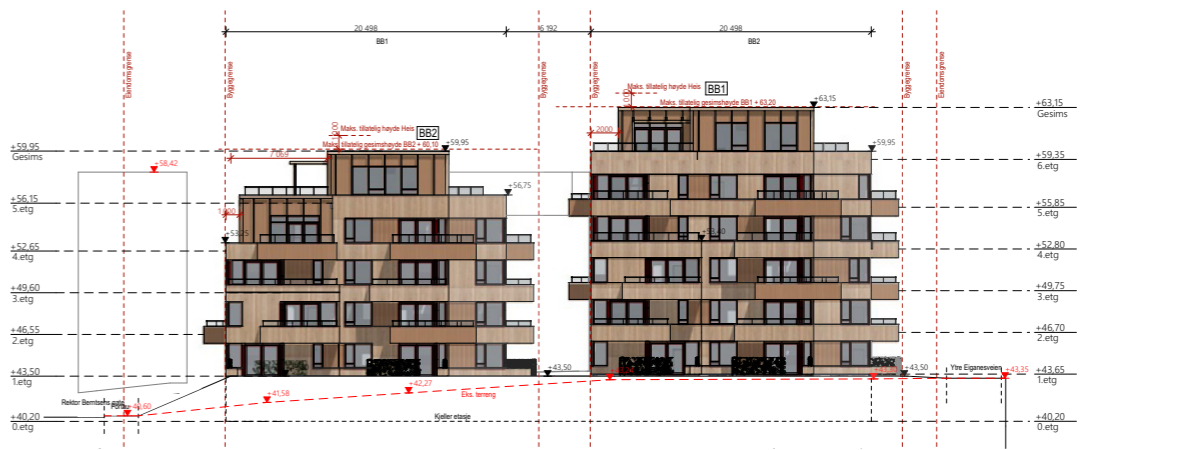 20 498
6 192
20 498
BB1
BB2
Eiendomsgrense
Byggegrense
Byggegrense
Byggegrense
Byggegrense
Eiendomsgrense
Maks. tillatelig høyde Heis
BB1
Maks. tillatelig gesimshøyde BB1 + 63,20
+63,15
+63,15
Gesims
Maks. tillatelig høyde Heis
BB2
Maks. tillatelig gesimshøyde BB2 + 60,10
2000
+59,95
Gesims
+58,42
7 069
+59,95
+59,95
+59,35
6.etg
+56,15
5.etg
+56,75
+55,85
5.etg
+53,25
+52,65
4.etg
+52,80
4.etg
+49,60
3.etg
+49,75
3.etg
+46,55
2.etg
+46,70
2.etg
+43,50
1.etg
+43,50
+43,50
Ytre Eiganesveien
+43,35
+43,65
1.etg
+42,27
+41,58
Eks. terreng
Rektor Berntsens gate
Fortau
+40,60
+40,20
0.etg
Kjeller etasje
+40,20
0.etg